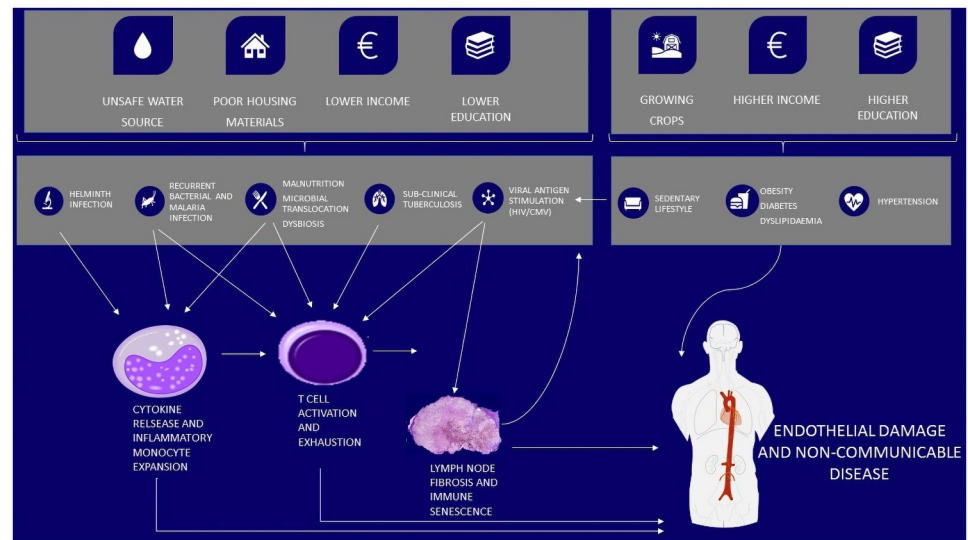 UNSAFE WATER
SOURCE
POOR HOUSING
MATERIALS
LOWER INCOME
LOWER
EDUCATION
GROWING
CROPS
HIGHER INCOME
HIGHER
EDUCATION
HELMINTH
INFECTION
RECURRENT
BACTERIAL AND
MALARIA
INFECTION
MALNUTRITION
MICROBIAL
TRANSLOCATION
DYSBIOSIS
SUB-CLINICAL
TUBERCULOSIS
VIRAL ANTIGEN
STIMULATION
(HIV/CMV)
SEDENTARY
LIFESTYLE
OBESITY
DIABETES
DYSLIPIDAEMIA
HYPERTENSION
CYTOKINE
RELSEASE AND
INFLAMMATORY
MONOCYTE
EXPANSION
T CELL
ACTIVATION
AND
EXHAUSTION
LYMPH NODE
FIBROSIS AND
IMMUNE
SENESCENCE
ENDOTHELIAL DAMAGE
AND NON-COMMUNICABLE
DISEASE